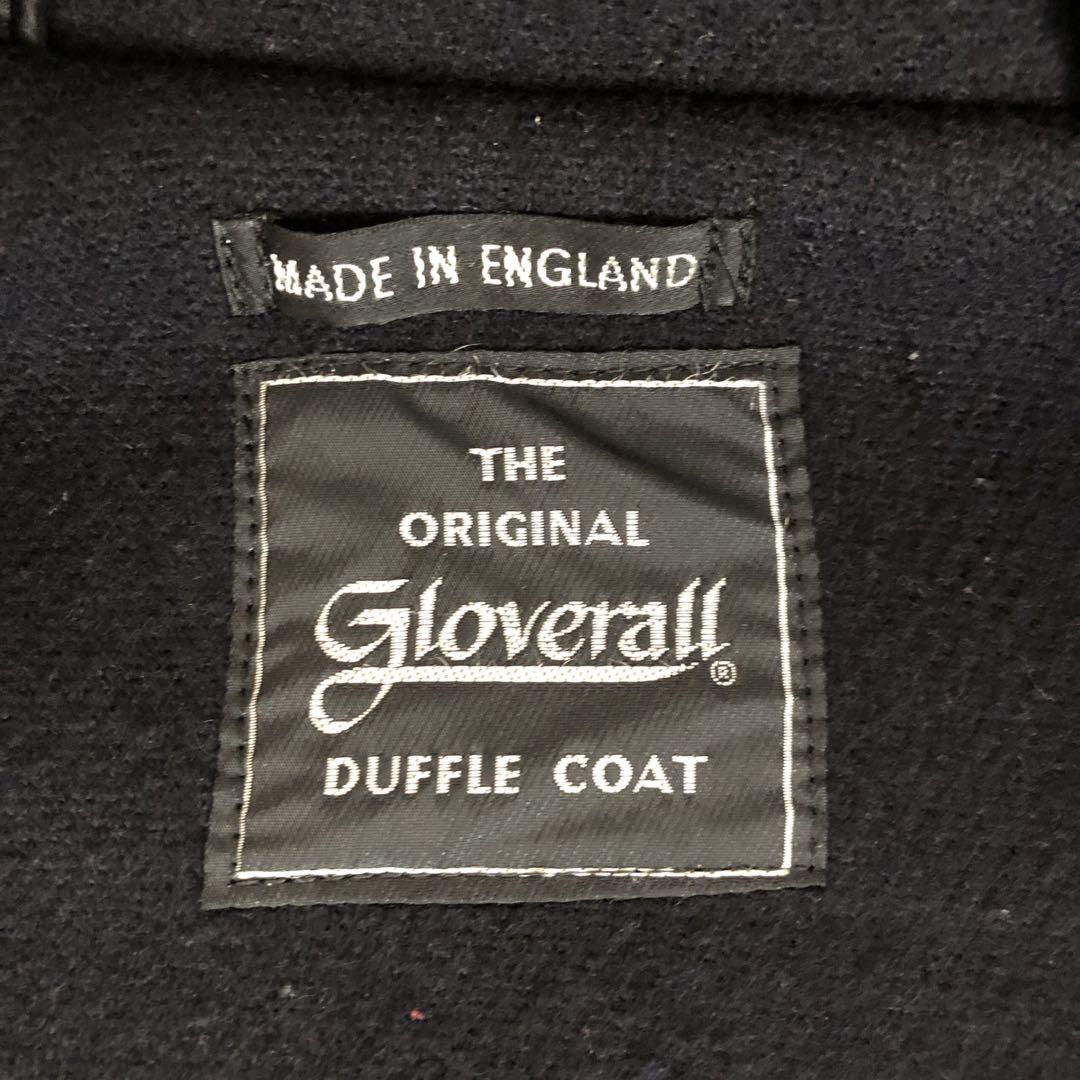 MADE IN ENGLAND
THE
ORIGINAL
Gloverall®
DUFFLE COAT